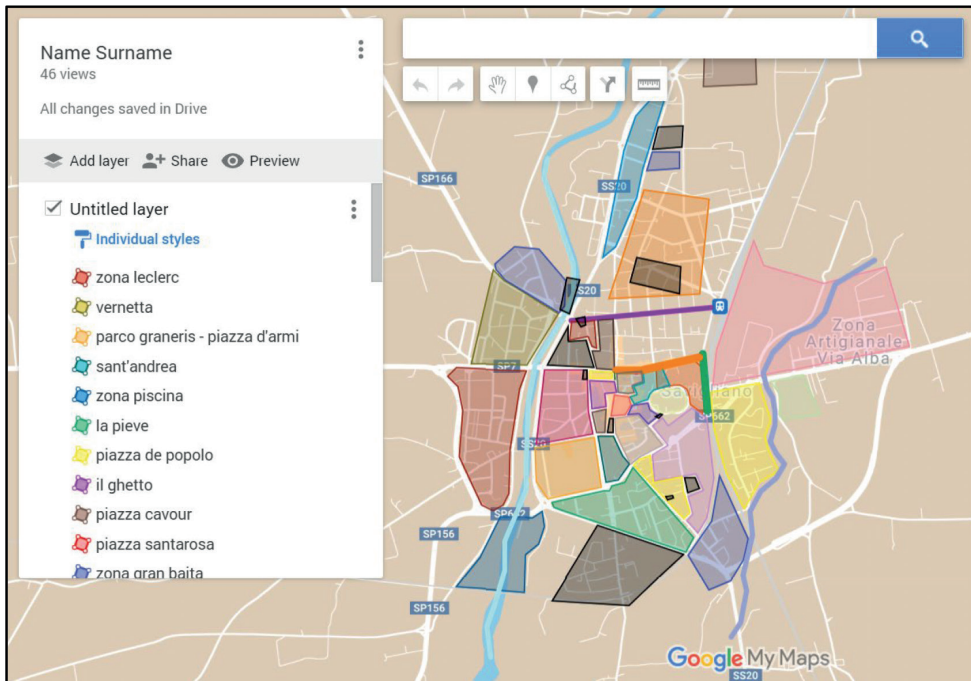 Name Surname
46 views
All changes saved in Drive
Add layer Share Preview
Untitled layer
Individual styles
zona leclerc
vernetta
parco graneris - piazza d'armi
sant'andrea
zona piscina
la pieve
piazza de popolo
il ghetto
piazza cavour
piazza santarosa
zona gran baita
SP166
SS20
SS20
SP7
Zona
Artigianale
Via Alba
Savigliano
SP662
SS20
SP662
SP156
SP156
Google My Maps
SS20